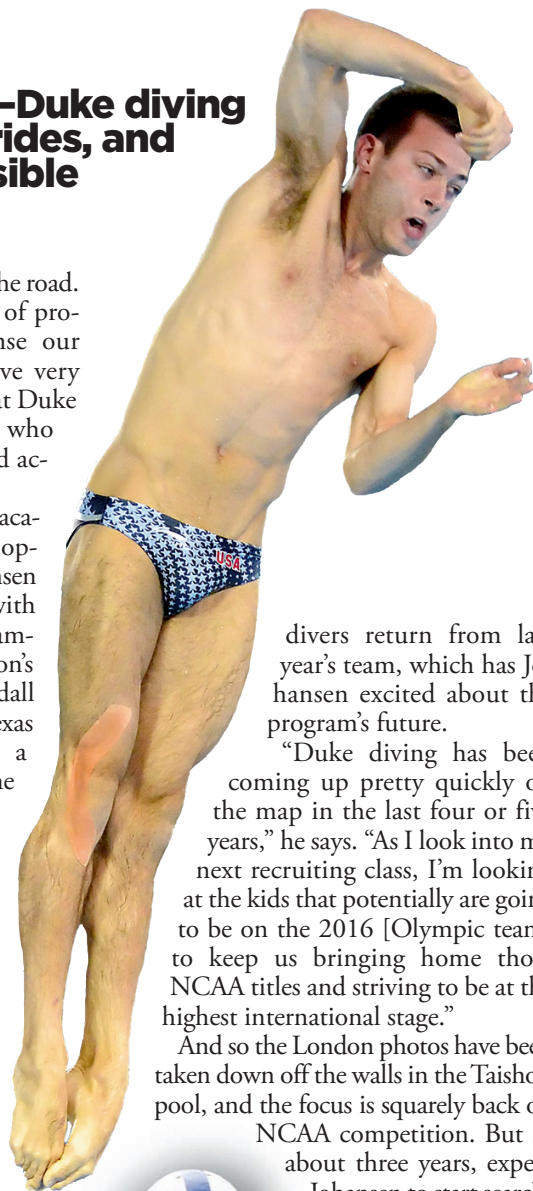 –Duke diving
rides, and
sible
he road.
of pro-
nse our
ve very
at Duke
who
d ac-
aca-
op-
nsen
with
am-
on's
dall
exas
a
ne
USA
divers return from la
year's team, which has Jo
hansen excited about th
program's future.
“Duke diving has bee
coming up pretty quickly o
the map in the last four or fiv
years,” he says. “As I look into m
next recruiting class, I'm lookin
at the kids that potentially are goin
to be on the 2016 [Olympic team
to keep us bringing home tho
NCAA titles and striving to be at th
highest international stage.”
And so the London photos have bee
taken down off the walls in the Taisho
pool, and the focus is squarely back o
NCAA competition. But
about three years, expe